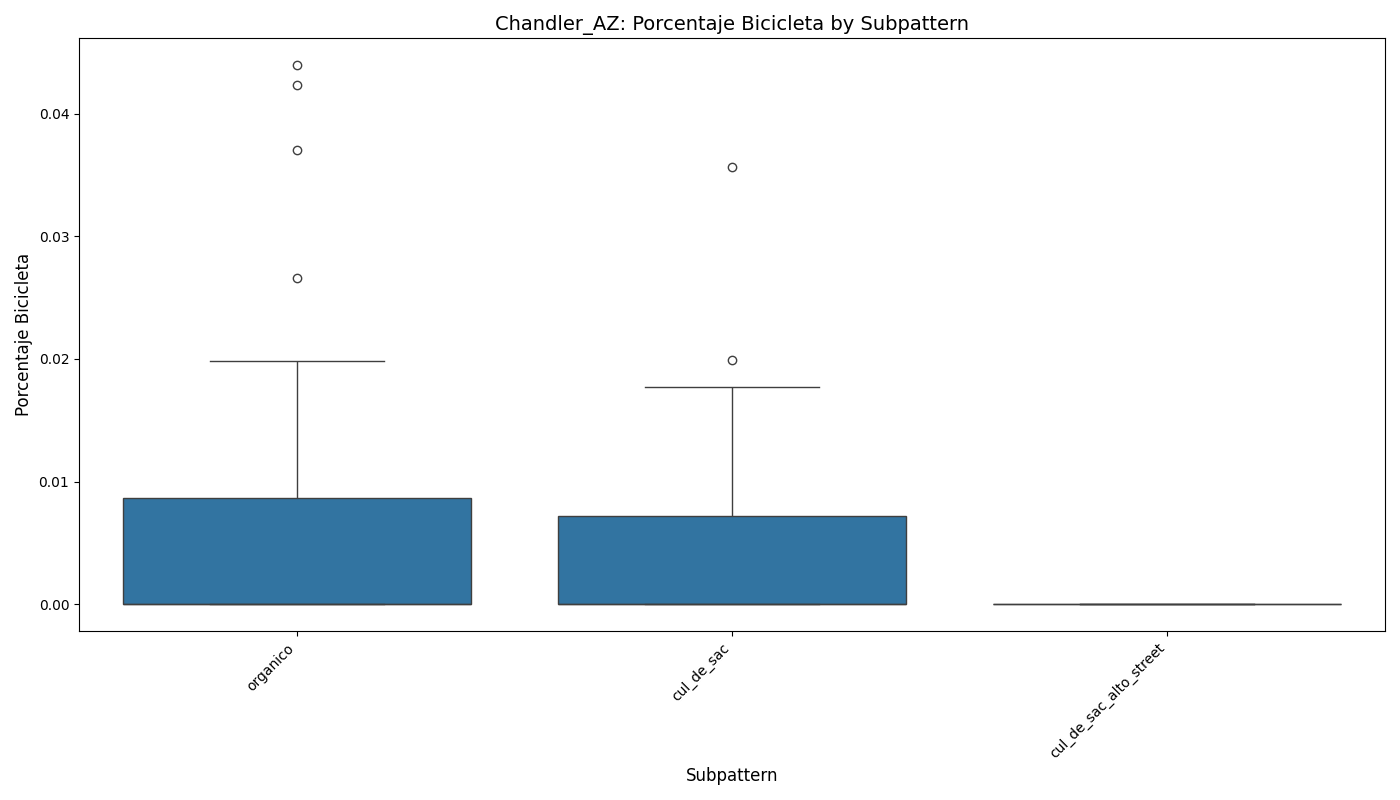 Chandler_AZ: Porcentaje Bicicleta by Subpattern
Porcentaje Bicicleta
0.04
0.03
0.02
0.01
0.00
organico
cul_de_sac
cul_de_sac_alto_street
Subpattern